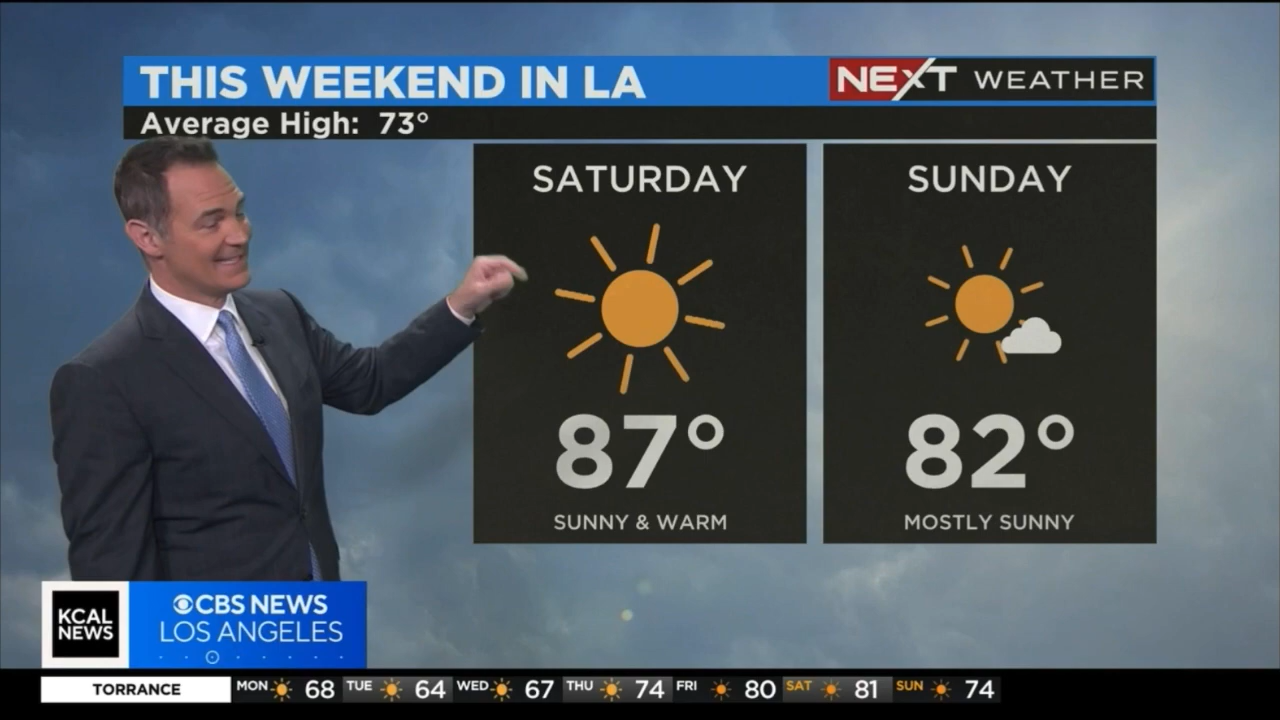 THIS WEEKEND IN LA
NEXT WEATHER
Average High: 73°
SATURDAY
87°
SUNNY & WARM
SUNDAY
82°
MOSTLY SUNNY
KCAL
NEWS
CBS NEWS
LOS ANGELES
TORRANCE MON 68 TUE 64 WED 67 THU 74 FRI 80 SAT 81 SUN 74